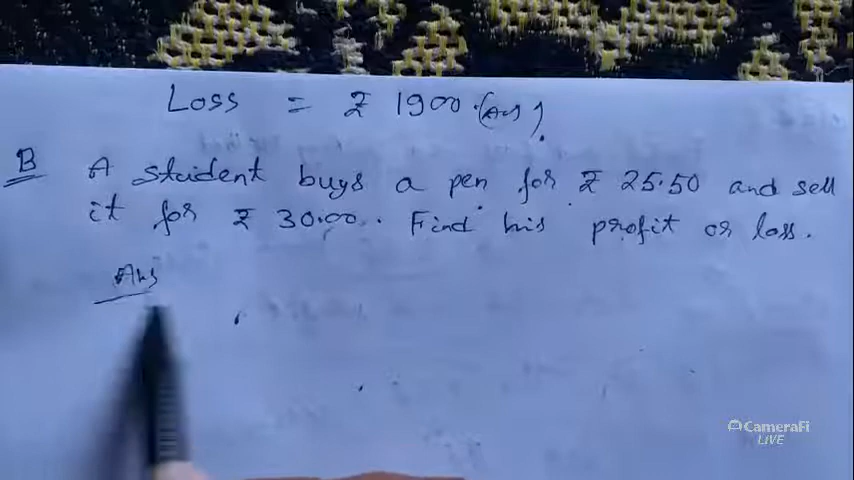 Loss = ₹ 1900.(Ans)
B A student buys a pen for ₹ 25.50 and sell
it for ₹ 30.00. Find his profit or loss.
Ans
CameraFi
LIVE